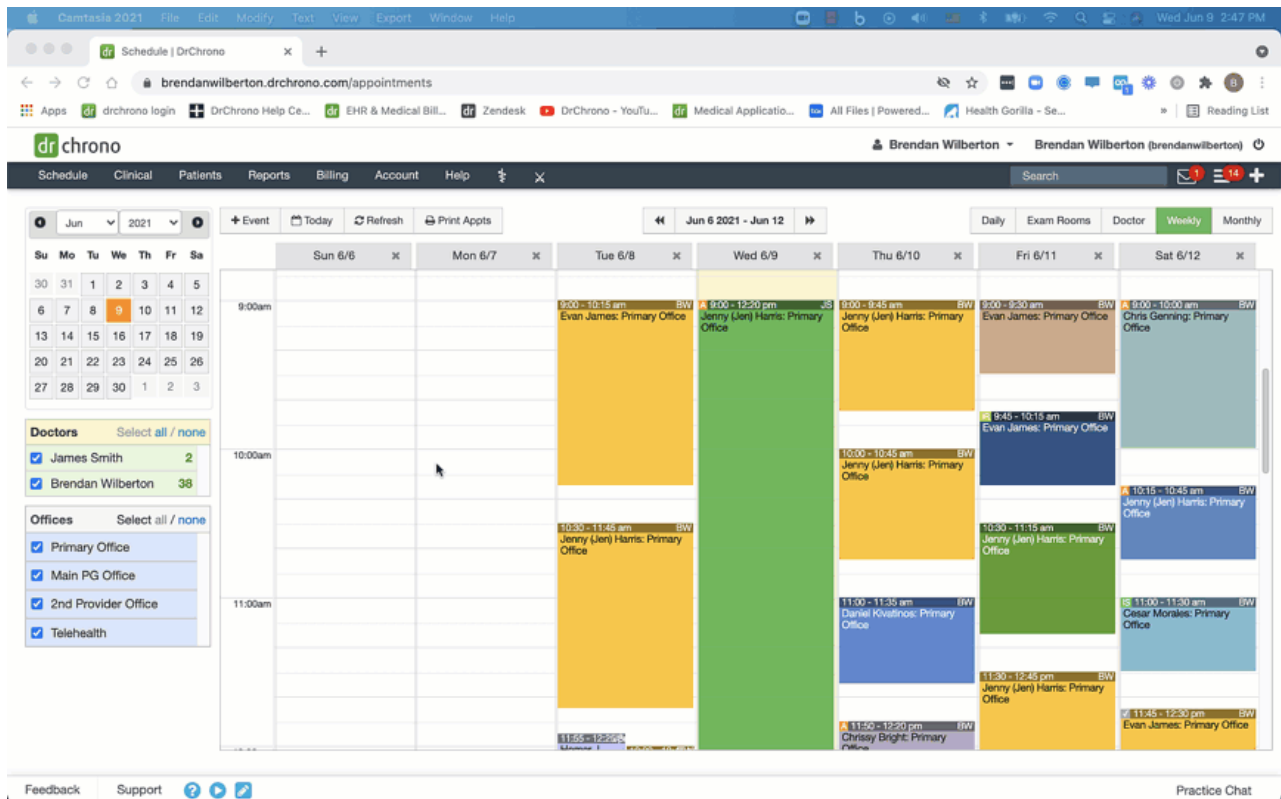 Camtasia 2021 File Edit Modify Text View Export Window Help Wed Jun 9 2:47 PM
dr Schedule | DrChrono × +
brendanwilberton.drchrono.com/appointments B
Apps dr drchrono login DrChrono Help Ce... dr EHR & Medical Bill... dr Zendesk DrChrono - YouTu... dr Medical Applicatio... All Files | Powered... Health Gorilla - Se... » Reading List
drchrono Brendan Wilberton Brendan Wilberton (brendanwilberton)
Schedule Clinical Patients Reports Billing Account Help Search 1 14
Jun 2021 + Event Today Refresh Print Appts Jun 6 2021 - Jun 12 Daily Exam Rooms Doctor Weekly Monthly
Sun 6/6 × Mon 6/7 × Tue 6/8 × Wed 6/9 × Thu 6/10 × Fri 6/11 × Sat 6/12 ×
Su Mo Tu We Th Fr Sa
30 31 1 2 3 4 5
6 7 8 9 10 11 12
13 14 15 16 17 18 19
20 21 22 23 24 25 26
27 28 29 30 1 2 3
Doctors Select all / none
James Smith 2
Brendan Wilberton 38
Offices Select all / none
Primary Office
Main PG Office
2nd Provider Office
Telehealth
9:00am
10:00am
11:00am
9:00 - 10:15 am BW
Evan James: Primary Office
10:30 - 11:45 am BW
Jenny (Jen) Harris: Primary
Office
A 9:00 - 12:20 pm JS
Jenny (Jen) Harris: Primary
Office
9:00 - 9:45 am BW
Jenny (Jen) Harris: Primary
Office
10:00 - 10:45 am BW
Jenny (Jen) Harris: Primary
Office
11:00 - 11:35 am BW
Daniel Kivatinos: Primary
Office
A 11:50 - 12:20 pm BW
Chrissy Bright: Primary
Office
9:00 - 9:30 am BW
Evan James: Primary Office
9:45 - 10:15 am BW
Evan James: Primary Office
10:30 - 11:15 am BW
Jenny (Jen) Harris: Primary
Office
11:30 - 12:45 pm BW
Jenny (Jen) Harris: Primary
Office
A 9:00 - 10:00 am BW
Chris Genning: Primary
Office
A 10:15 - 10:45 am BW
Jenny (Jen) Harris: Primary
Office
IS 11:00 - 11:30 am BW
Cesar Morales: Primary
Office
11:45 - 12:30 pm BW
Evan James: Primary Office
Feedback Support Practice Chat